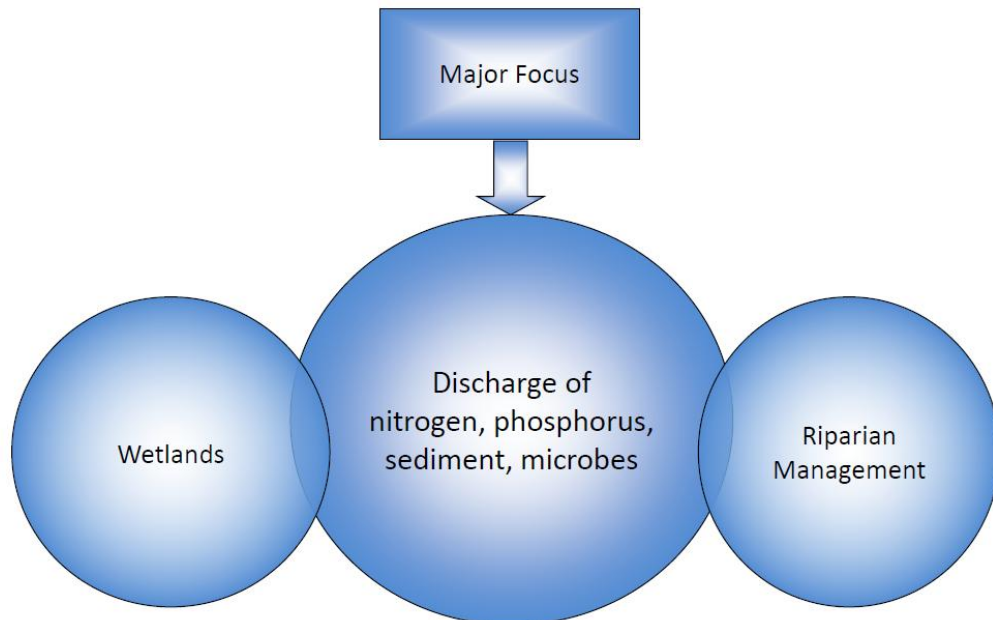 Major Focus
Discharge of
nitrogen, phosphorus,
sediment, microbes
Wetlands
Riparian
Management